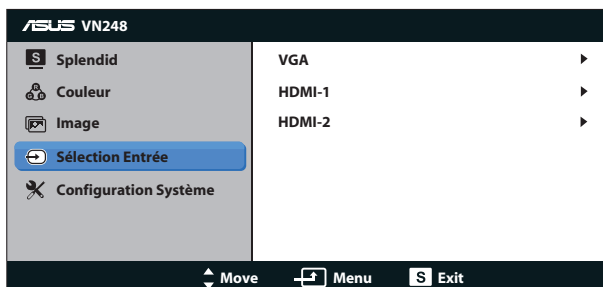 ASUS VN248
S Splendid
Couleur
Image
Sélection Entrée
Configuration Système
VGA
HDMI-1
HDMI-2
Move Menu S Exit